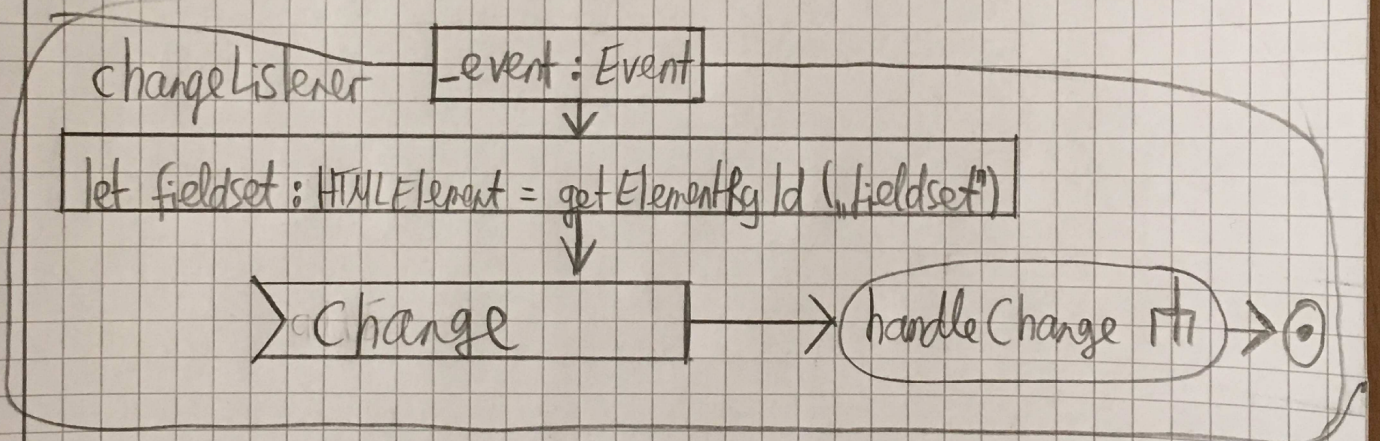 changeListener
_event : Event
let fieldset : HTMLElement = getElementById („fieldset")
Change
handleChange